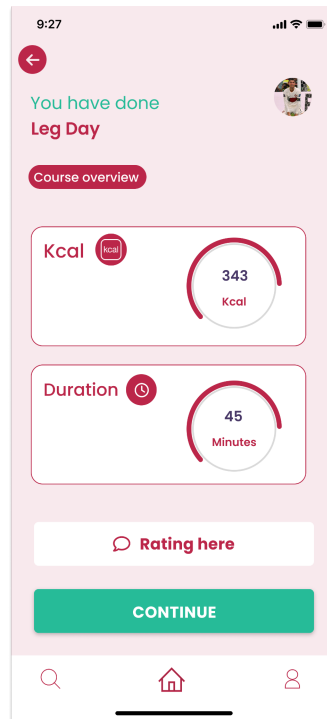 9:27
You have done
Leg Day
Course overview
Kcal
kcal
343
Kcal
Duration
45
Minutes
Rating here
CONTINUE